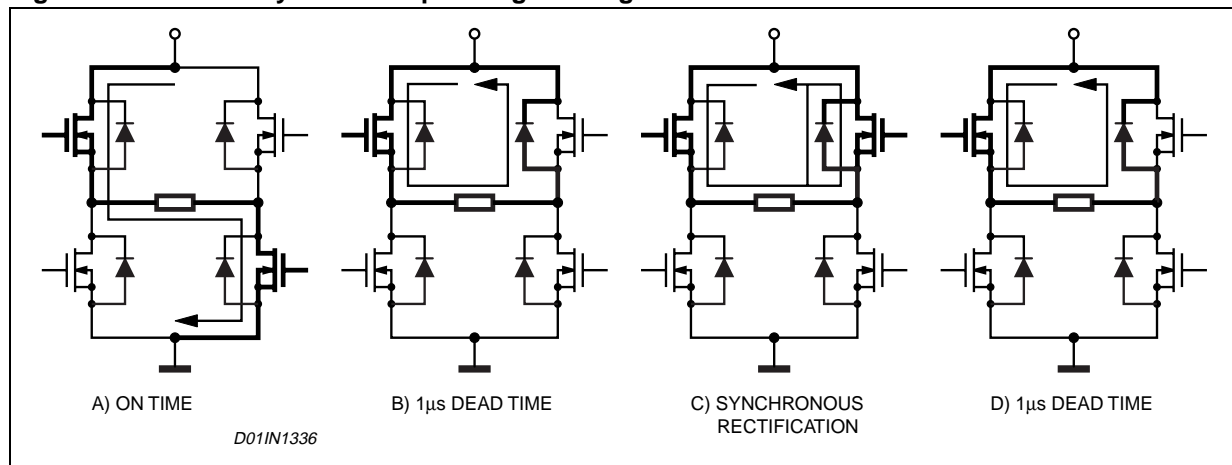 A) ON TIME
B) 1μs DEAD TIME
C) SYNCHRONOUS
RECTIFICATION
D) 1μs DEAD TIME
D01IN1336